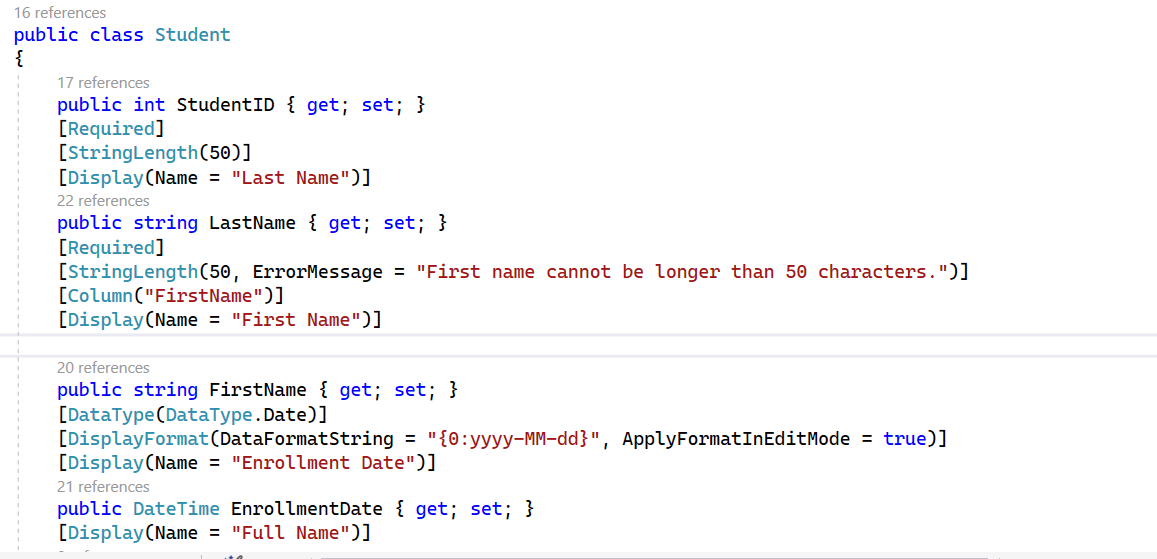 16 references
public class Student
{
17 references
public int StudentID { get; set; }
[Required]
[StringLength(50)]
[Display(Name = "Last Name")]
22 references
public string LastName { get; set; }
[Required]
[StringLength(50, ErrorMessage = "First name cannot be longer than 50 characters.")]
[Column("FirstName")]
[Display(Name = "First Name")]
20 references
public string FirstName { get; set; }
[DataType(DataType.Date)]
[DisplayFormat(DataFormatString = "{0:yyyy-MM-dd}", ApplyFormatInEditMode = true)]
[Display(Name = "Enrollment Date")]
21 references
public DateTime EnrollmentDate { get; set; }
[Display(Name = "Full Name")]